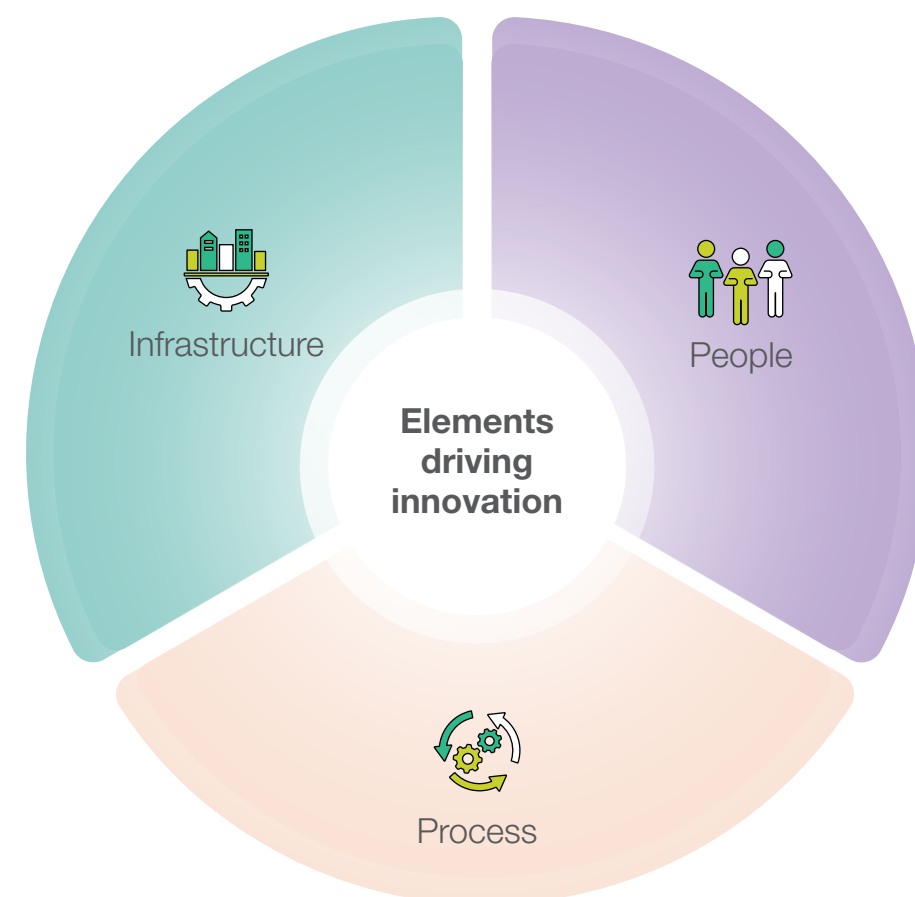 Infrastructure
People
Elements
driving
innovation
Process